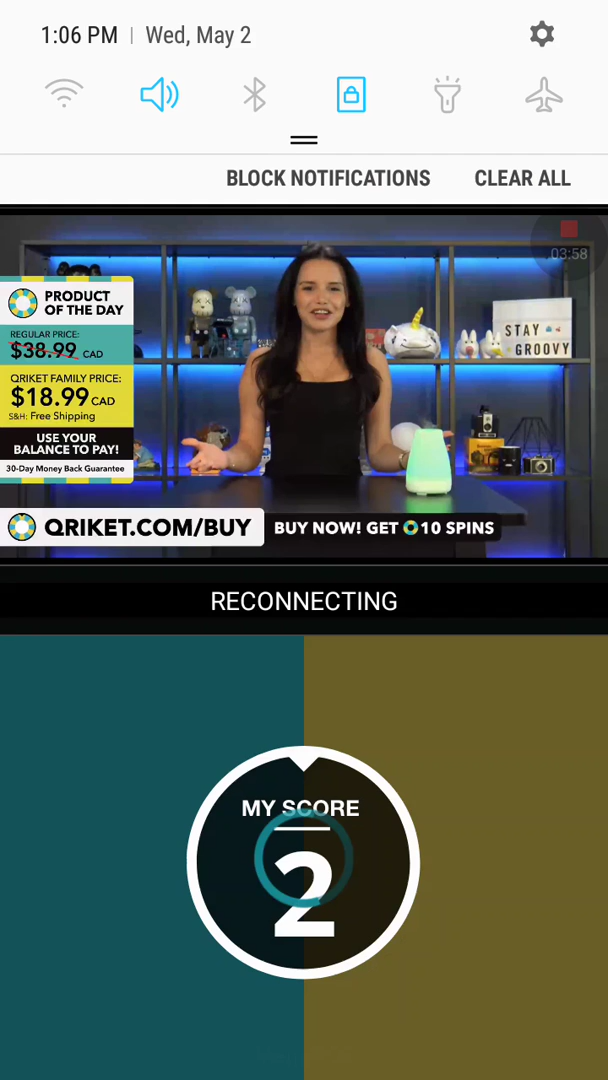 1:06 PM | Wed, May 2
BLOCK NOTIFICATIONS CLEAR ALL
03:58
PRODUCT
OF THE DAY
REGULAR PRICE:
$38.99 CAD
QRIKET FAMILY PRICE:
$18.99 CAD
S&H: Free Shipping
USE YOUR
BALANCE TO PAY!
30-Day Money Back Guarantee
STAY
GROOVY
QRIKET.COM/BUY BUY NOW! GET 10 SPINS
RECONNECTING
MY SCORE
2